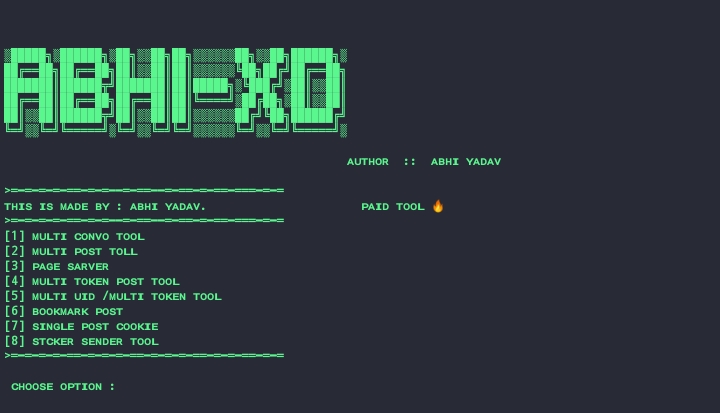 ABHI-XD
AUTHOR :: ABHI YADAV
>═══════════════════════════════════════
THIS IS MADE BY : ABHI YADAV. PAID TOOL 🔥
>═══════════════════════════════════════
[1] MULTI CONVO TOOL
[2] MULTI POST TOLL
[3] PAGE SARVER
[4] MULTI TOKEN POST TOOL
[5] MULTI UID /MULTI TOKEN TOOL
[6] BOOKMARK POST
[7] SINGLE POST COOKIE
[8] STCKER SENDER TOOL
>═══════════════════════════════════════
CHOOSE OPTION :